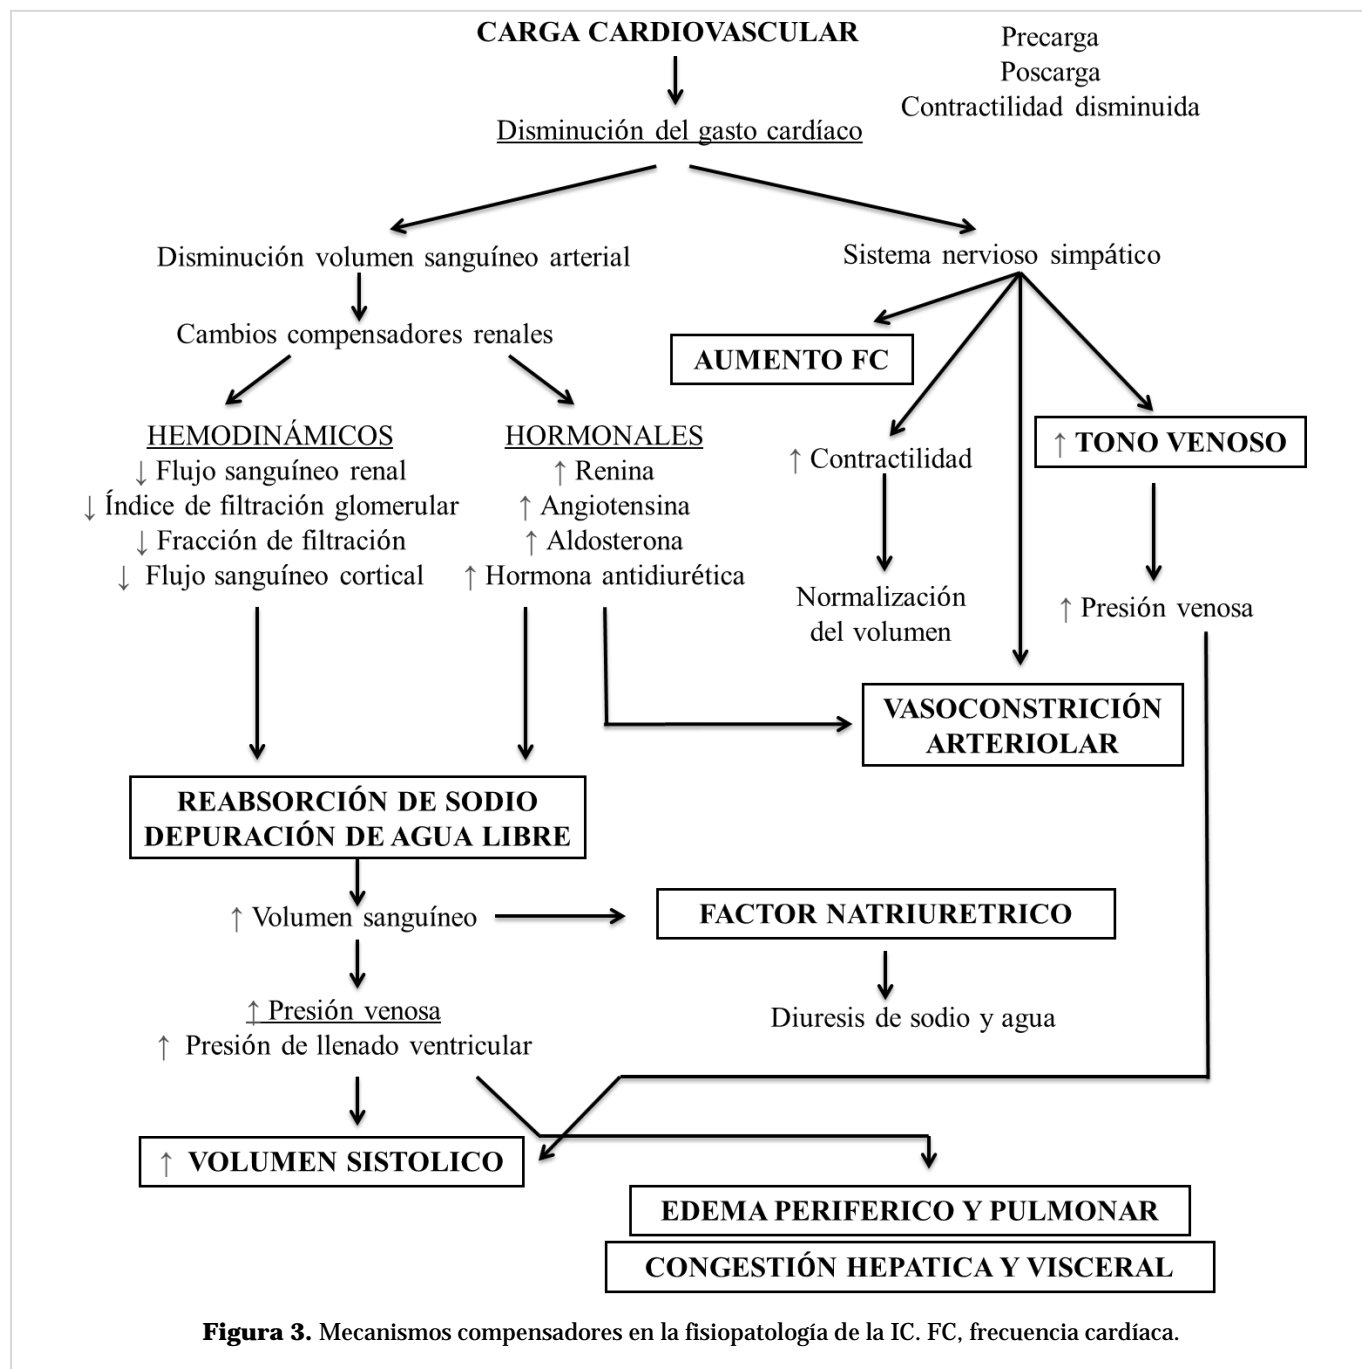 CARGA CARDIOVASCULAR
Precarga
Poscarga
Contractilidad disminuida
Disminución del gasto cardíaco
Disminución volumen sanguíneo arterial
Sistema nervioso simpático
Cambios compensadores renales
AUMENTO FC
HEMODINÁMICOS
↓ Flujo sanguíneo renal
↓ Índice de filtración glomerular
↓ Fracción de filtración
↓ Flujo sanguíneo cortical
HORMONALES
↑ Renina
↑ Angiotensina
↑ Aldosterona
↑ Hormona antidiurética
↑ Contractilidad
↑ TONO VENOSO
Normalización
del volumen
↑ Presión venosa
VASOCONSTRICIÓN
ARTERIOLAR
REABSORCIÓN DE SODIO
DEPURACIÓN DE AGUA LIBRE
↑ Volumen sanguíneo
FACTOR NATRIURETRICO
↑ Presión venosa
↑ Presión de llenado ventricular
Diuresis de sodio y agua
↑ VOLUMEN SISTOLICO
EDEMA PERIFERICO Y PULMONAR
CONGESTIÓN HEPATICA Y VISCERAL
Figura 3. Mecanismos compensadores en la fisiopatología de la IC. FC, frecuencia cardíaca.